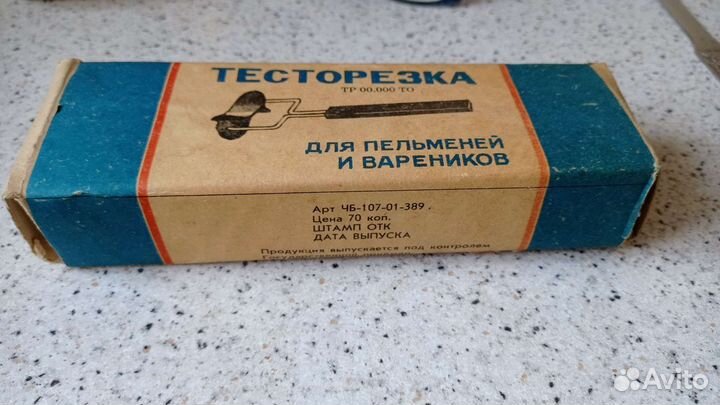 ТЕСТОРЕЗКА
ТР 00.000 ТО
ДЛЯ ПЕЛЬМЕНЕЙ
И ВАРЕНИКОВ
Арт ЧБ-107-01-389.
Цена 70 коп.
ШТАМП ОТК
ДАТА ВЫПУСКА
Продукция выпускается под контролем
Avito